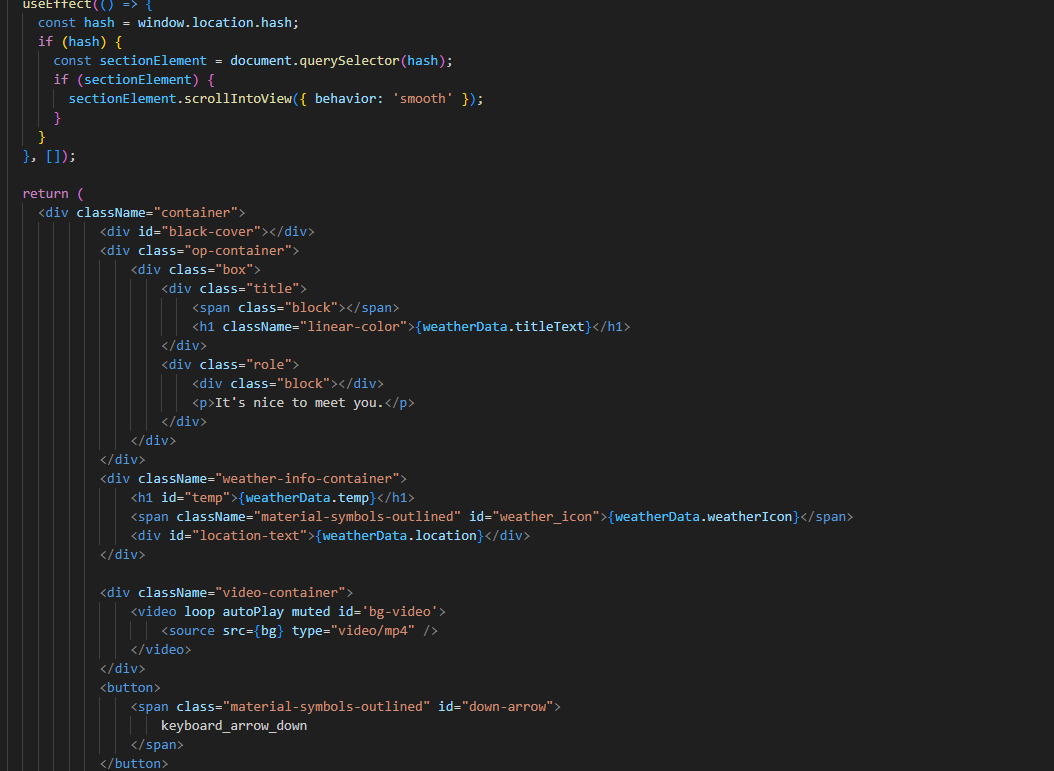 useEffect(() => {
const hash = window.location.hash;
if (hash) {
const sectionElement = document.querySelector(hash);
if (sectionElement) {
sectionElement.scrollIntoView({ behavior: 'smooth' });
}
}
}, []);
return (
<div className="container">
<div id="black-cover"></div>
<div class="op-container">
<div class="box">
<div class="title">
<span class="block"></span>
<h1 className="linear-color">{weatherData.titleText}</h1>
</div>
<div class="role">
<div class="block"></div>
<p>It's nice to meet you.</p>
</div>
</div>
</div>
<div className="weather-info-container">
<h1 id="temp">{weatherData.temp}</h1>
<span className="material-symbols-outlined" id="weather_icon">{weatherData.weatherIcon}</span>
<div id="location-text">{weatherData.location}</div>
</div>
<div className="video-container">
<video loop autoPlay muted id='bg-video'>
<source src={bg} type="video/mp4" />
</video>
</div>
<button>
<span class="material-symbols-outlined" id="down-arrow">
keyboard_arrow_down
</span>
</button>